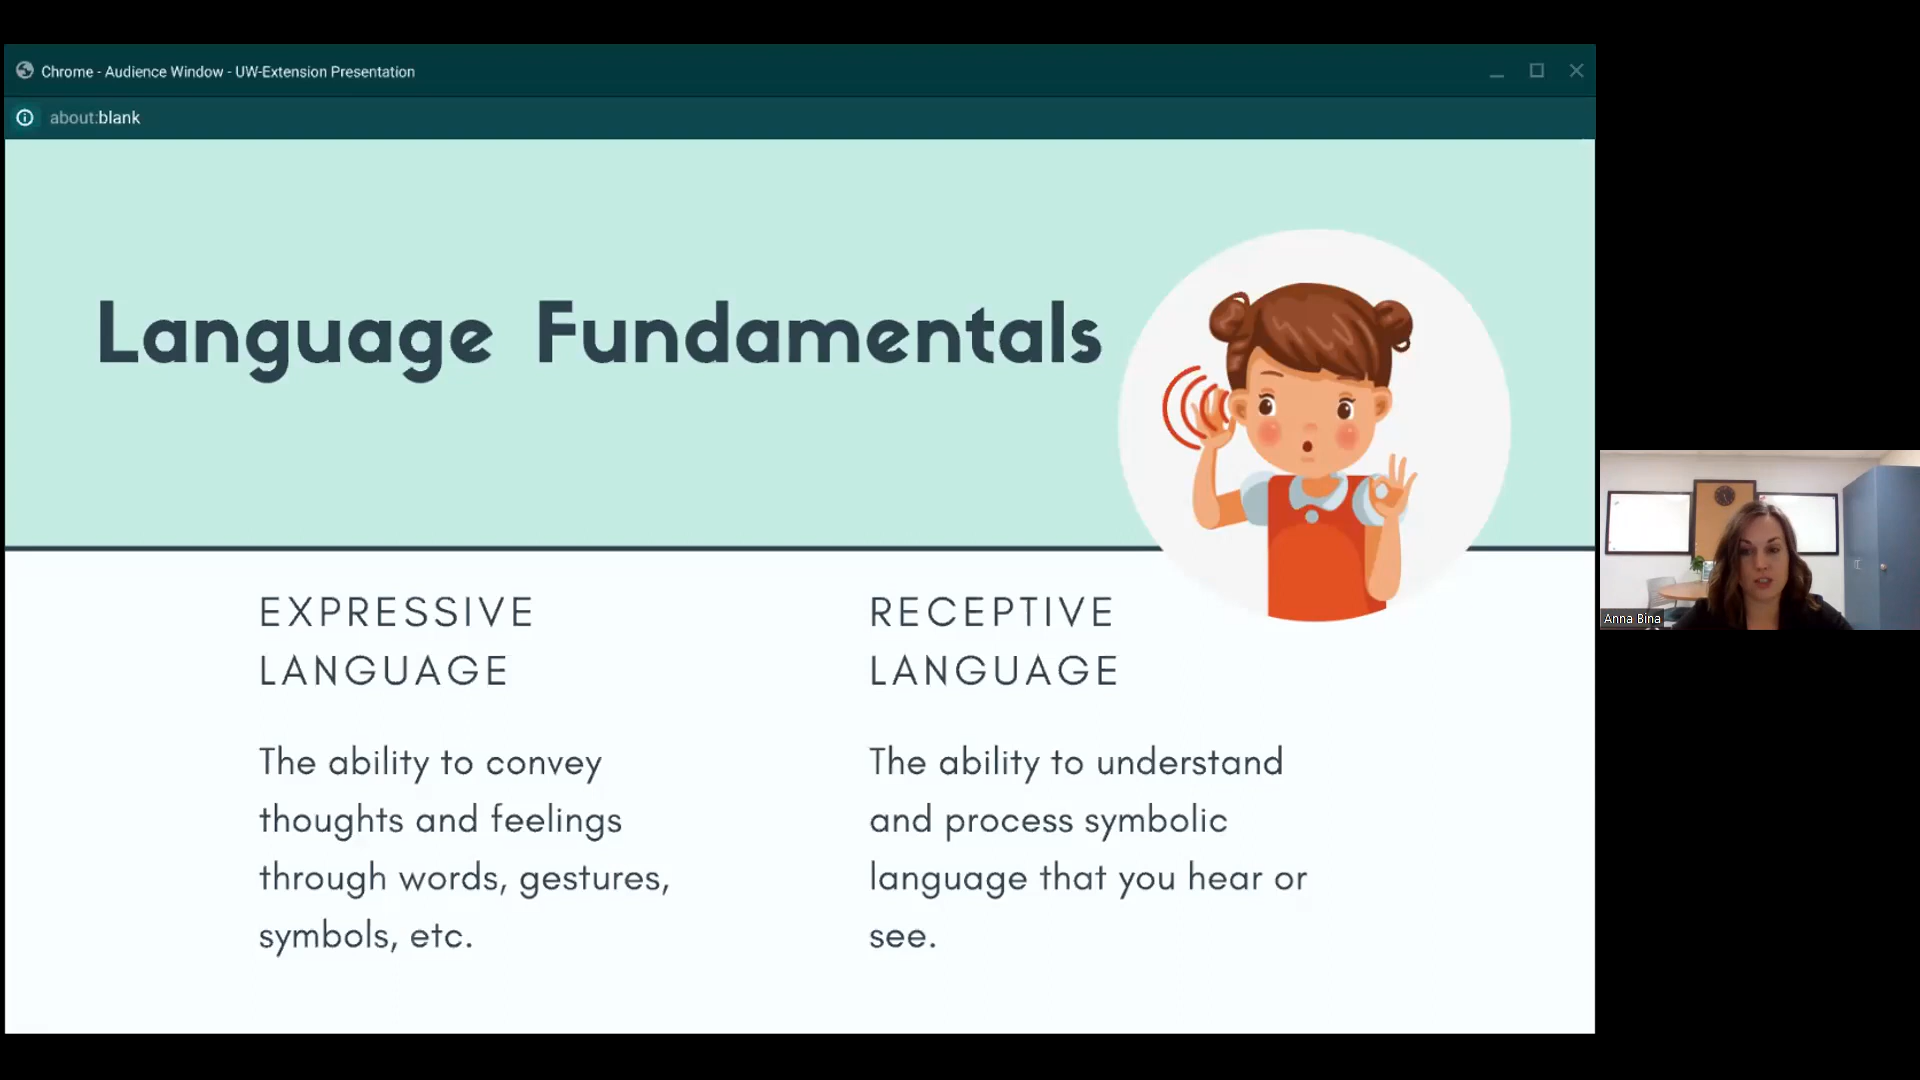 Chrome - Audience Window - UW-Extension Presentation
about:blank
Language Fundamentals
EXPRESSIVE
LANGUAGE
The ability to convey
thoughts and feelings
through words, gestures,
symbols, etc.
RECEPTIVE
LANGUAGE
The ability to understand
and process symbolic
language that you hear or
see.
Anna Bina